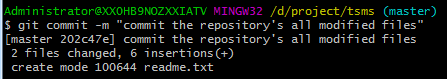 Administrator@XXOHB9NOZXXIATV MINGW32 /d/project/tsms (master)
$ git commit -m "commit the repository's all modified files"
[master 202c47e] commit the repository's all modified files
2 files changed, 6 insertions(+)
create mode 100644 readme.txt